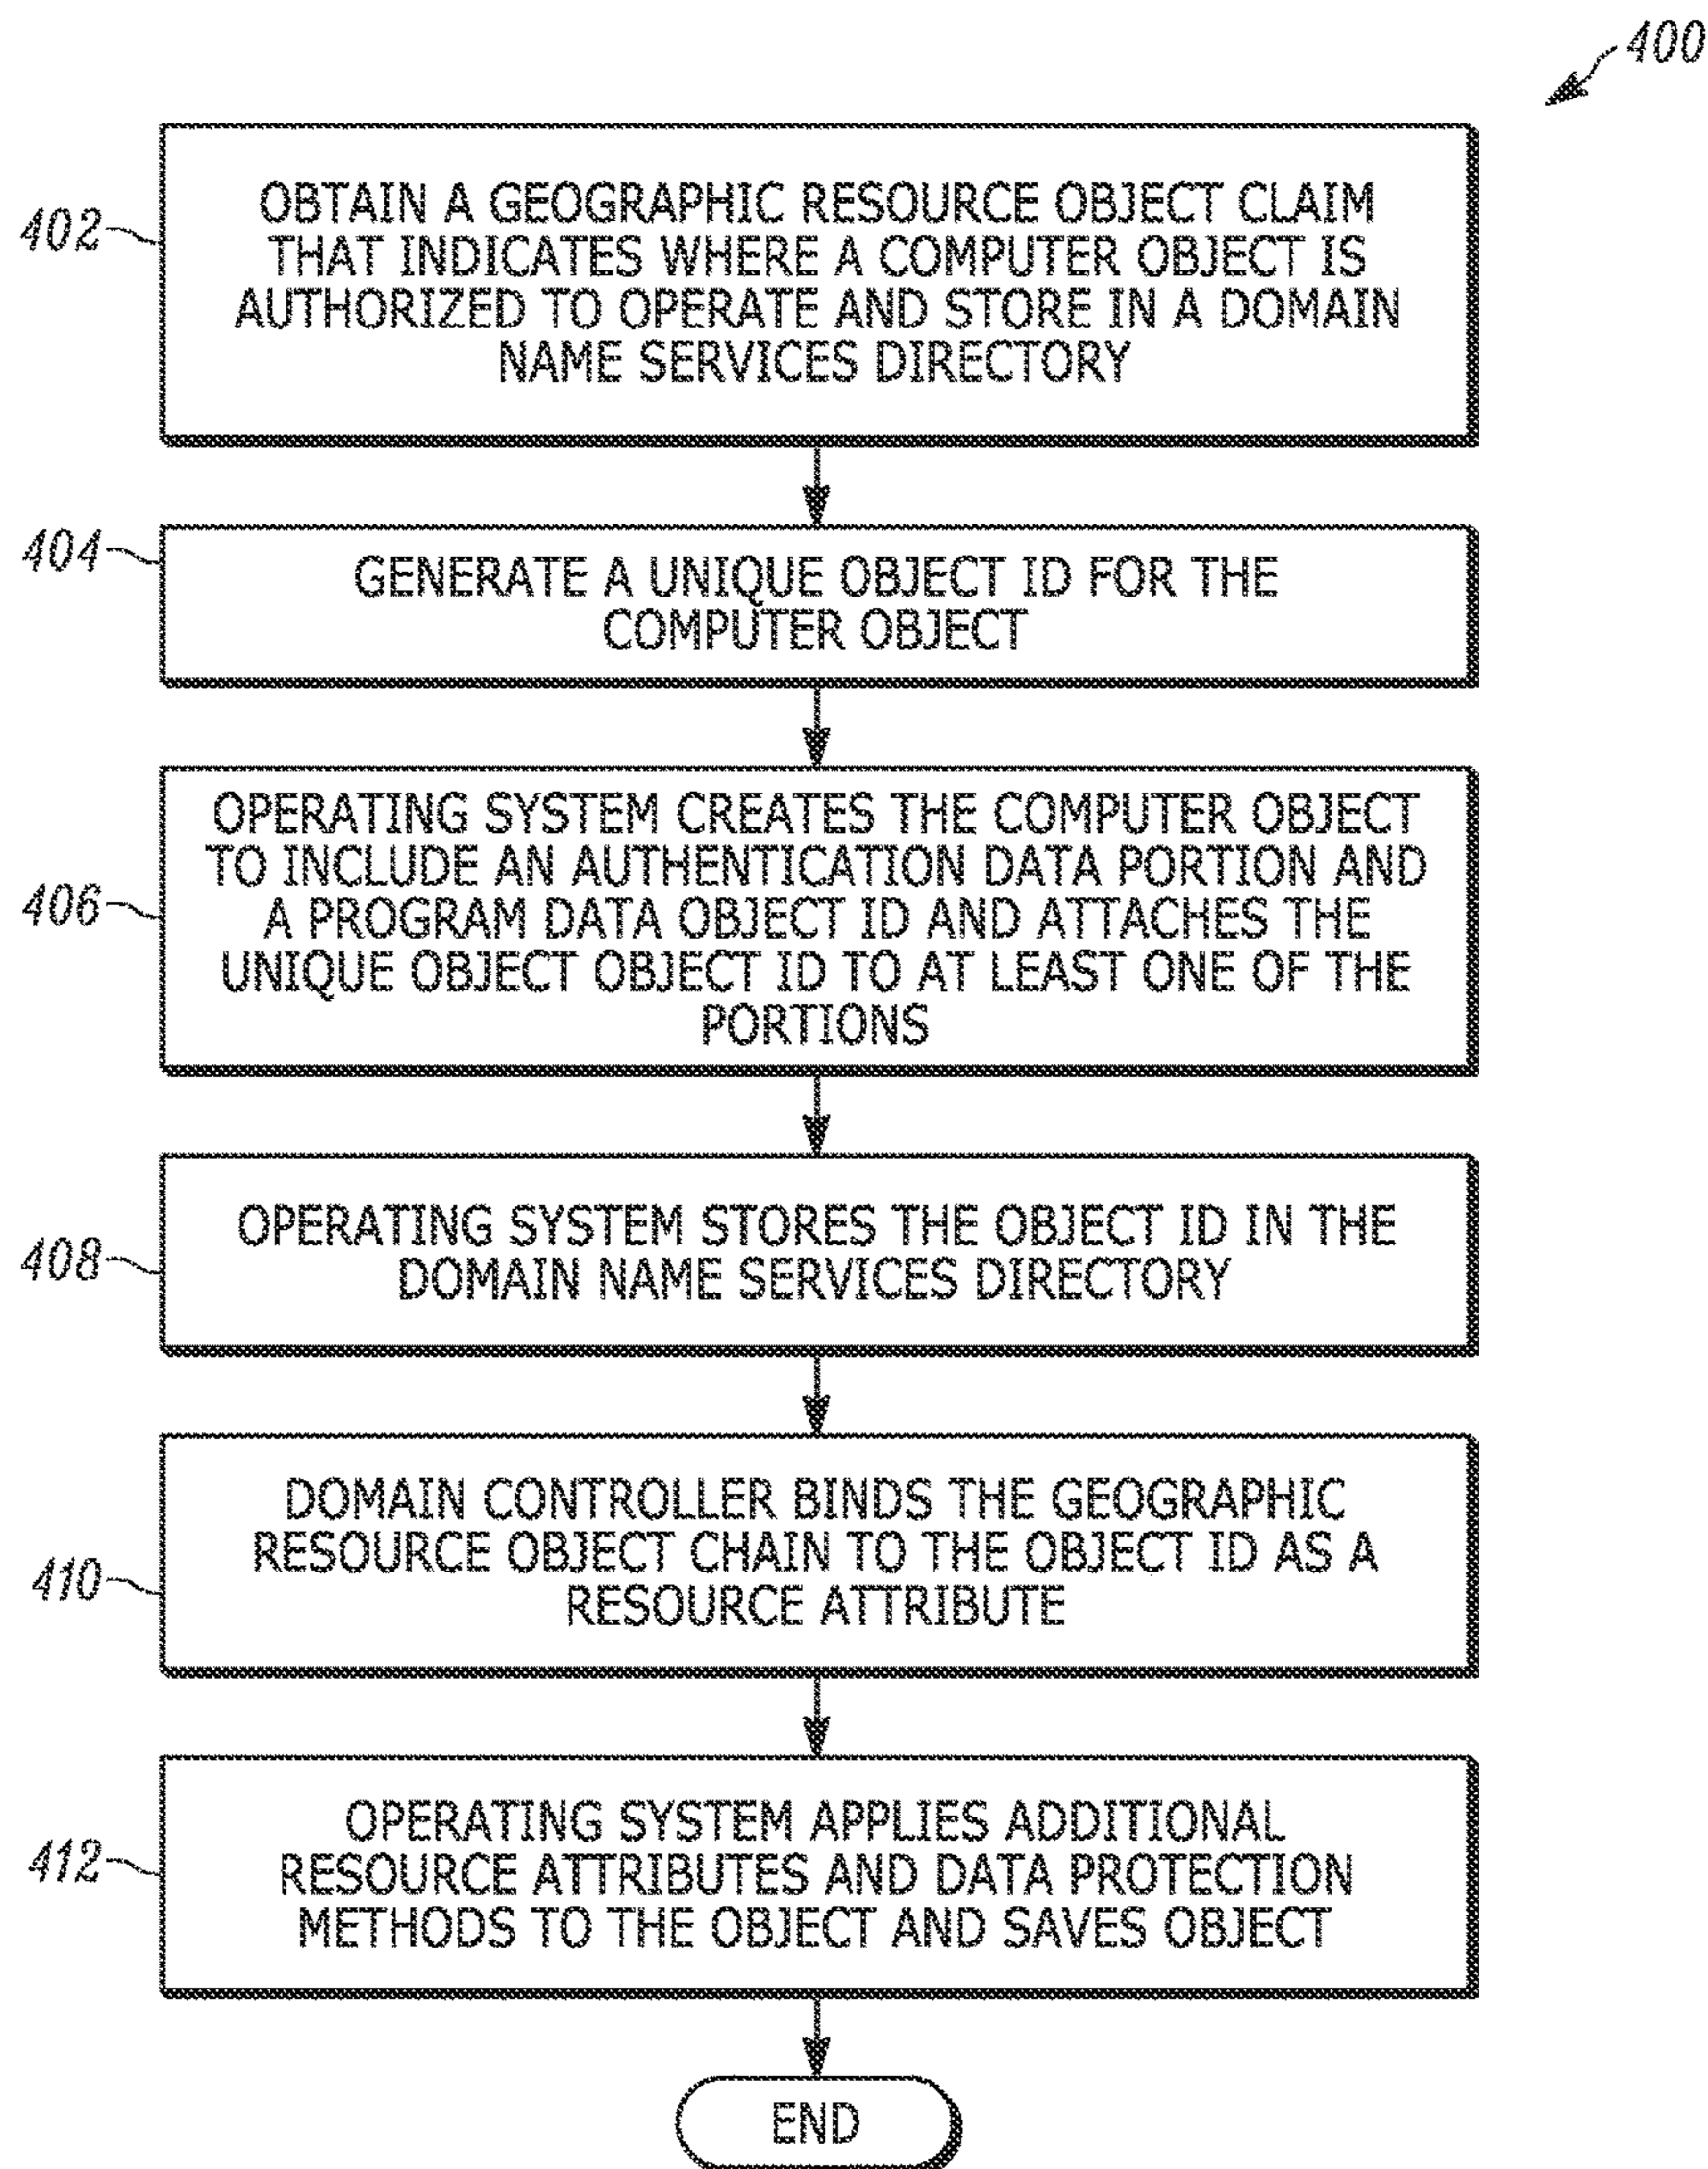 400
402
OBTAIN A GEOGRAPHIC RESOURCE OBJECT CLAIM
THAT INDICATES WHERE A COMPUTER OBJECT IS
AUTHORIZED TO OPERATE AND STORE IN A DOMAIN
NAME SERVICES DIRECTORY
404
GENERATE A UNIQUE OBJECT ID FOR THE
COMPUTER OBJECT
406
OPERATING SYSTEM CREATES THE COMPUTER OBJECT
TO INCLUDE AN AUTHENTICATION DATA PORTION AND
A PROGRAM DATA OBJECT ID AND ATTACHES THE
UNIQUE OBJECT OBJECT ID TO AT LEAST ONE OF THE
PORTIONS
408
OPERATING SYSTEM STORES THE OBJECT ID IN THE
DOMAIN NAME SERVICES DIRECTORY
410
DOMAIN CONTROLLER BINDS THE GEOGRAPHIC
RESOURCE OBJECT CHAIN TO THE OBJECT ID AS A
RESOURCE ATTRIBUTE
412
OPERATING SYSTEM APPLIES ADDITIONAL
RESOURCE ATTRIBUTES AND DATA PROTECTION
METHODS TO THE OBJECT AND SAVES OBJECT
END